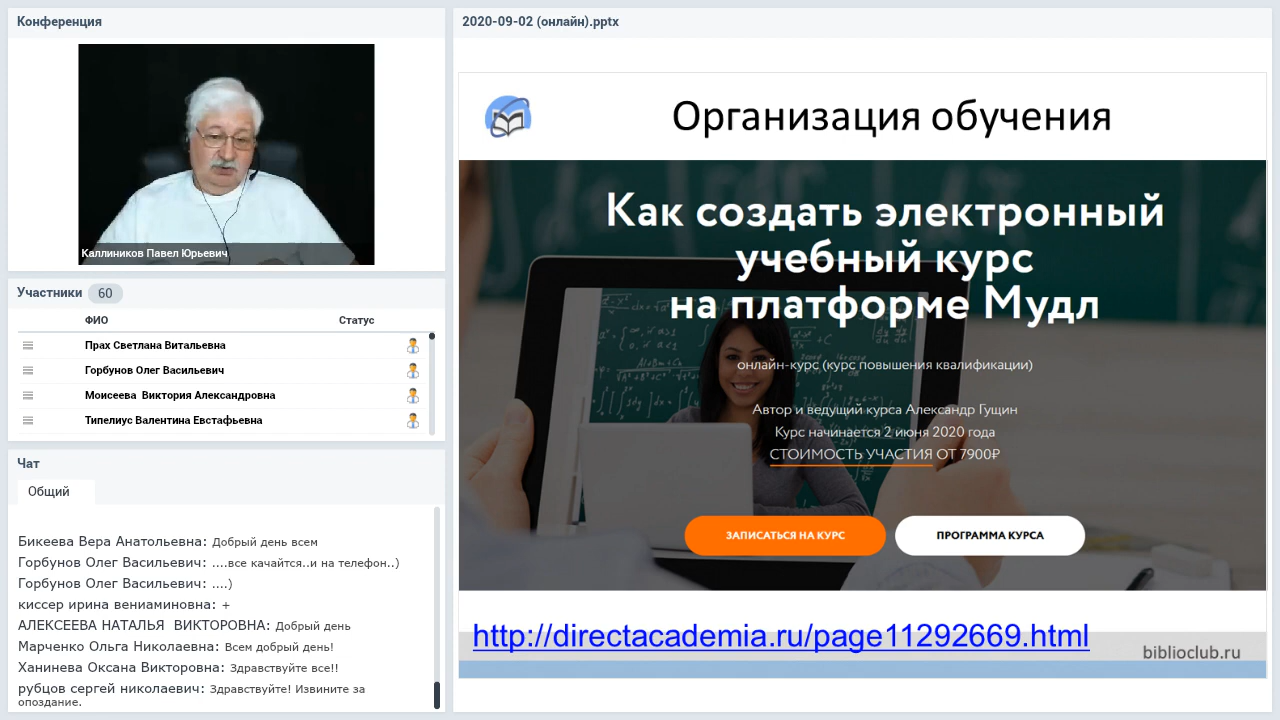 Конференция
Каллиников Павел Юрьевич
Участники 60
ФИО Статус
Прах Светлана Витальевна
Горбунов Олег Васильевич
Моисеева Виктория Александровна
Типелиус Валентина Евстафьевна
Чат
Общий
Бикеева Вера Анатольевна: Добрый день всем
Горбунов Олег Васильевич: ....все качайтся..и на телефон..)
Горбунов Олег Васильевич: ....)
киссер ирина вениаминовна: +
АЛЕКСЕЕВА НАТАЛЬЯ ВИКТОРОВНА: Добрый день
Марченко Ольга Николаевна: Всем добрый день!
Ханинева Оксана Викторовна: Здравствуйте все!!
рубцов сергей николаевич: Здравствуйте! Извините за
опоздание.
2020-09-02 (онлайн).pptx
Организация обучения
Как создать электронный
учебный курс
на платформе Мудл
онлайн-курс (курс повышения квалификации)
Автор и ведущий курса Александр Гущин
Курс начинается 2 июня 2020 года
СТОИМОСТЬ УЧАСТИЯ ОТ 7900₽
ЗАПИСАТЬСЯ НА КУРС ПРОГРАММА КУРСА
http://directacademia.ru/page11292669.html
biblioclub.ru